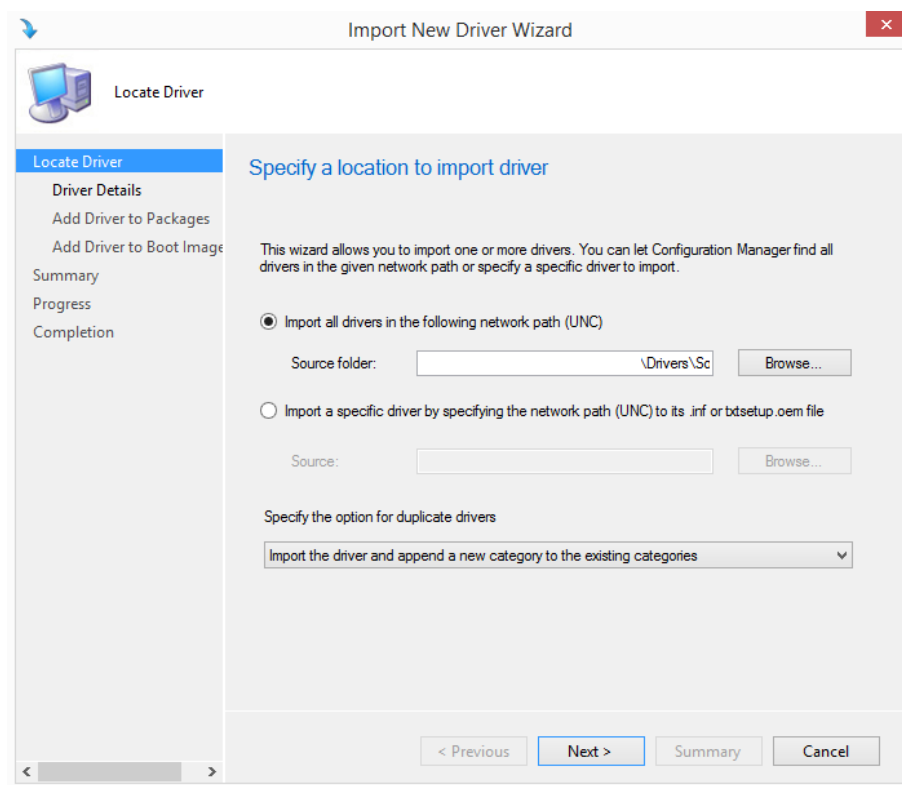 Import New Driver Wizard
Locate Driver
Locate Driver
Driver Details
Add Driver to Packages
Add Driver to Boot Image
Summary
Progress
Completion
Specify a location to import driver
This wizard allows you to import one or more drivers. You can let Configuration Manager find all
drivers in the given network path or specify a specific driver to import.
Import all drivers in the following network path (UNC)
Source folder: \Drivers\Sc Browse...
Import a specific driver by specifying the network path (UNC) to its .inf or txtsetup.oem file
Source: Browse...
Specify the option for duplicate drivers
Import the driver and append a new category to the existing categories
< Previous Next > Summary Cancel